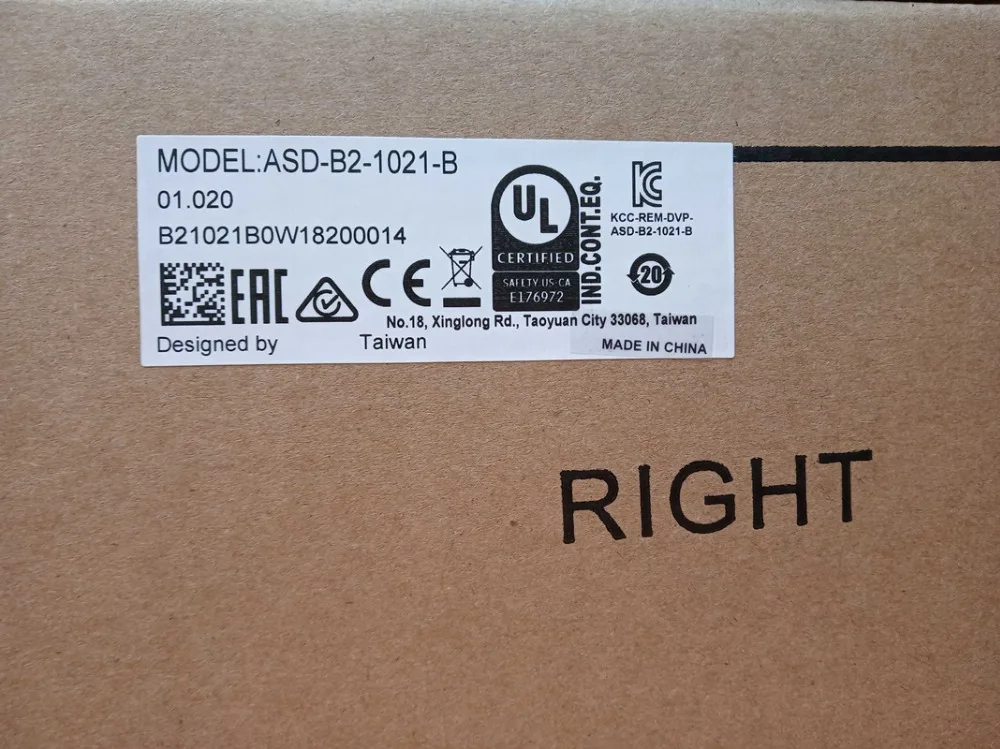 MODEL:ASD-B2-1021-B
01.020
B21021B0W18200014
EAC
CE
UL
CERTIFIED
SAFETY US-CA
E176972
IND.CONT.EQ.
KC
KCC-REM-DVP-
ASD-B2-1021-B
20
No.18, Xinglong Rd., Taoyuan City 33068, Taiwan
Designed by Taiwan
MADE IN CHINA
RIGHT